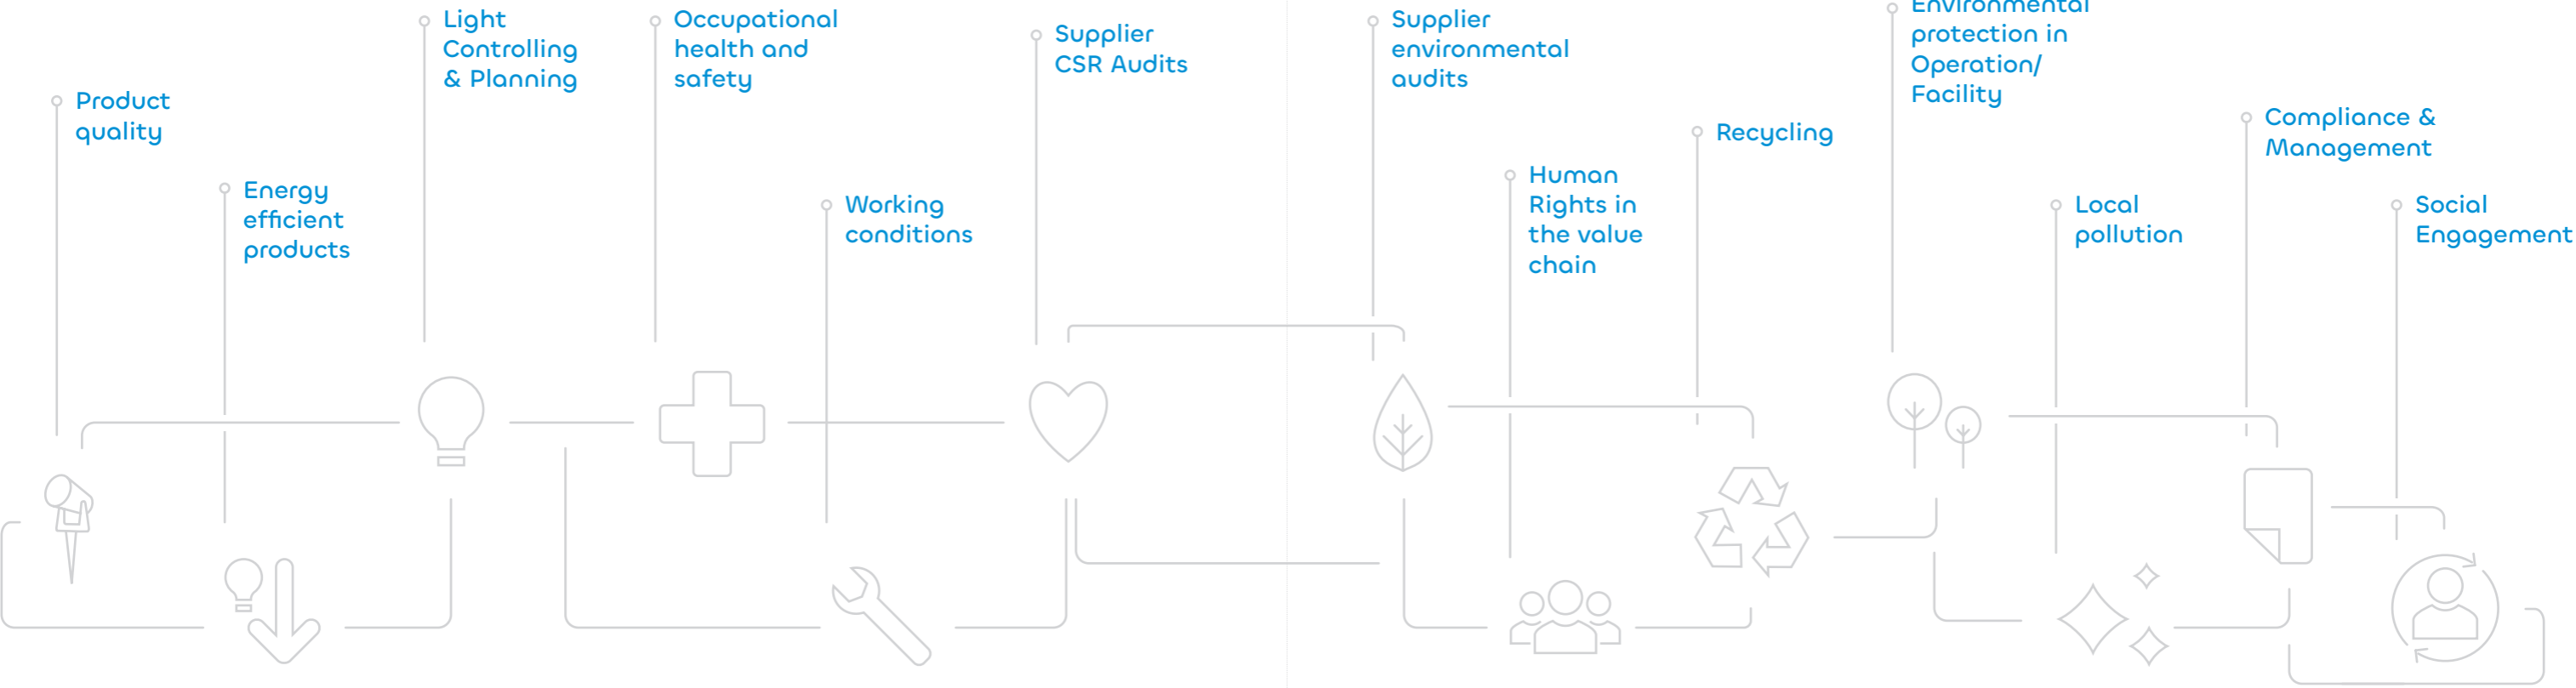 Product
quality
Energy
efficient
products
Light
Controlling
& Planning
Occupational
health and
safety
Working
conditions
Supplier
CSR Audits
Supplier
environmental
audits
Human
Rights in
the value
chain
Recycling
Environmental
protection in
Operation/
Facility
Local
pollution
Compliance &
Management
Social
Engagement